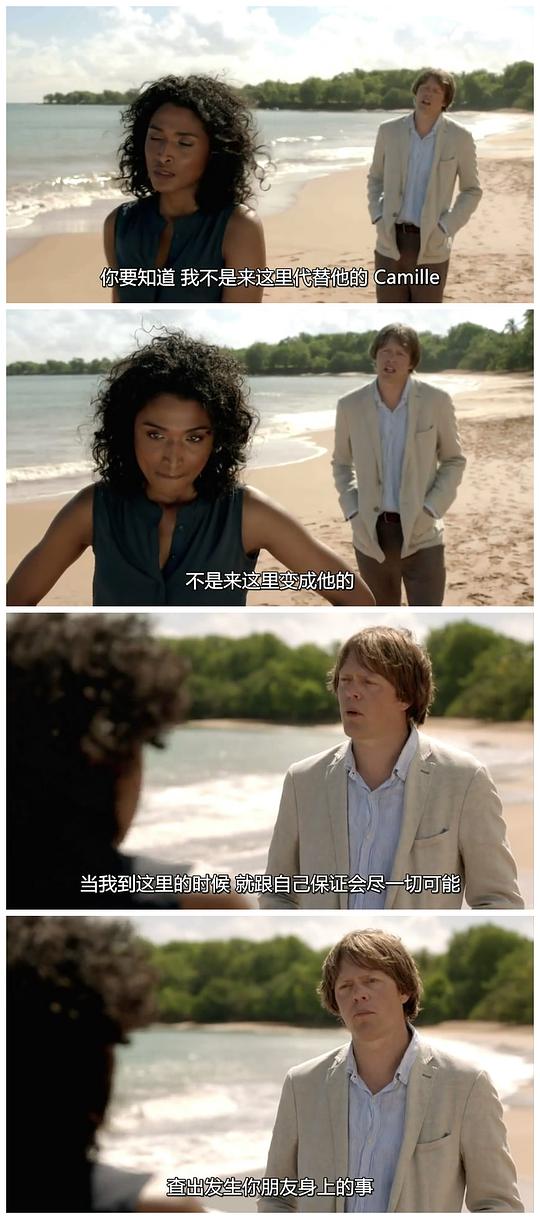 你要知道 我不是来这里代替他的 Camille
不是来这里变成他的
当我到这里的时候 就跟自己保证会尽一切可能
查出发生你朋友身上的事